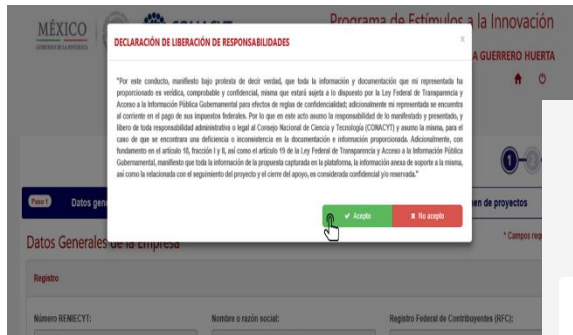 MÉXICO
GOBIERNO DE LA REPÚBLICA
CONACYT
Programa de Estímulos a la Innovación
DECLARACIÓN DE LIBERACIÓN DE RESPONSABILIDADES
×
A GUERRERO HUERTA
"Por este conducto, manifiesto bajo protesta de decir verdad, que toda la información y documentación que mi representada ha
proporcionado es verídica, comprobable y confidencial, misma que estará sujeta a lo dispuesto por la Ley Federal de Transparencia y
Acceso a la Información Pública Gubernamental para efectos de reglas de confidencialidad; adicionalmente mi representada se encuentra
al corriente en el pago de sus impuestos federales. Por lo que en este acto asumo la responsabilidad de lo manifestado y presentado, y
libero de toda responsabilidad administrativa o legal al Consejo Nacional de Ciencia y Tecnología (CONACYT) y asumo la misma, para el
caso de que se encontrara una deficiencia o inconsistencia en la documentación e información proporcionada. Adicionalmente, con
fundamento en el artículo 18, fracción I y II, así como el artículo 19 de la Ley Federal de Transparencia y Acceso a la Información Pública
Gubernamental, manifiesto que toda la información de la propuesta capturada en la plataforma, la información anexa de soporte a la misma,
así como la relacionada con el seguimiento del proyecto y el cierre del apoyo, es considerada confidencial y/o reservada."
1
Acepto
No acepto
Paso 1
Datos gen
en de proyectos
Datos Generales de la Empresa
* Campos req
Registro
Número RENIECYT:
Nombre o razón social:
Registro Federal de Contribuyentes (RFC):